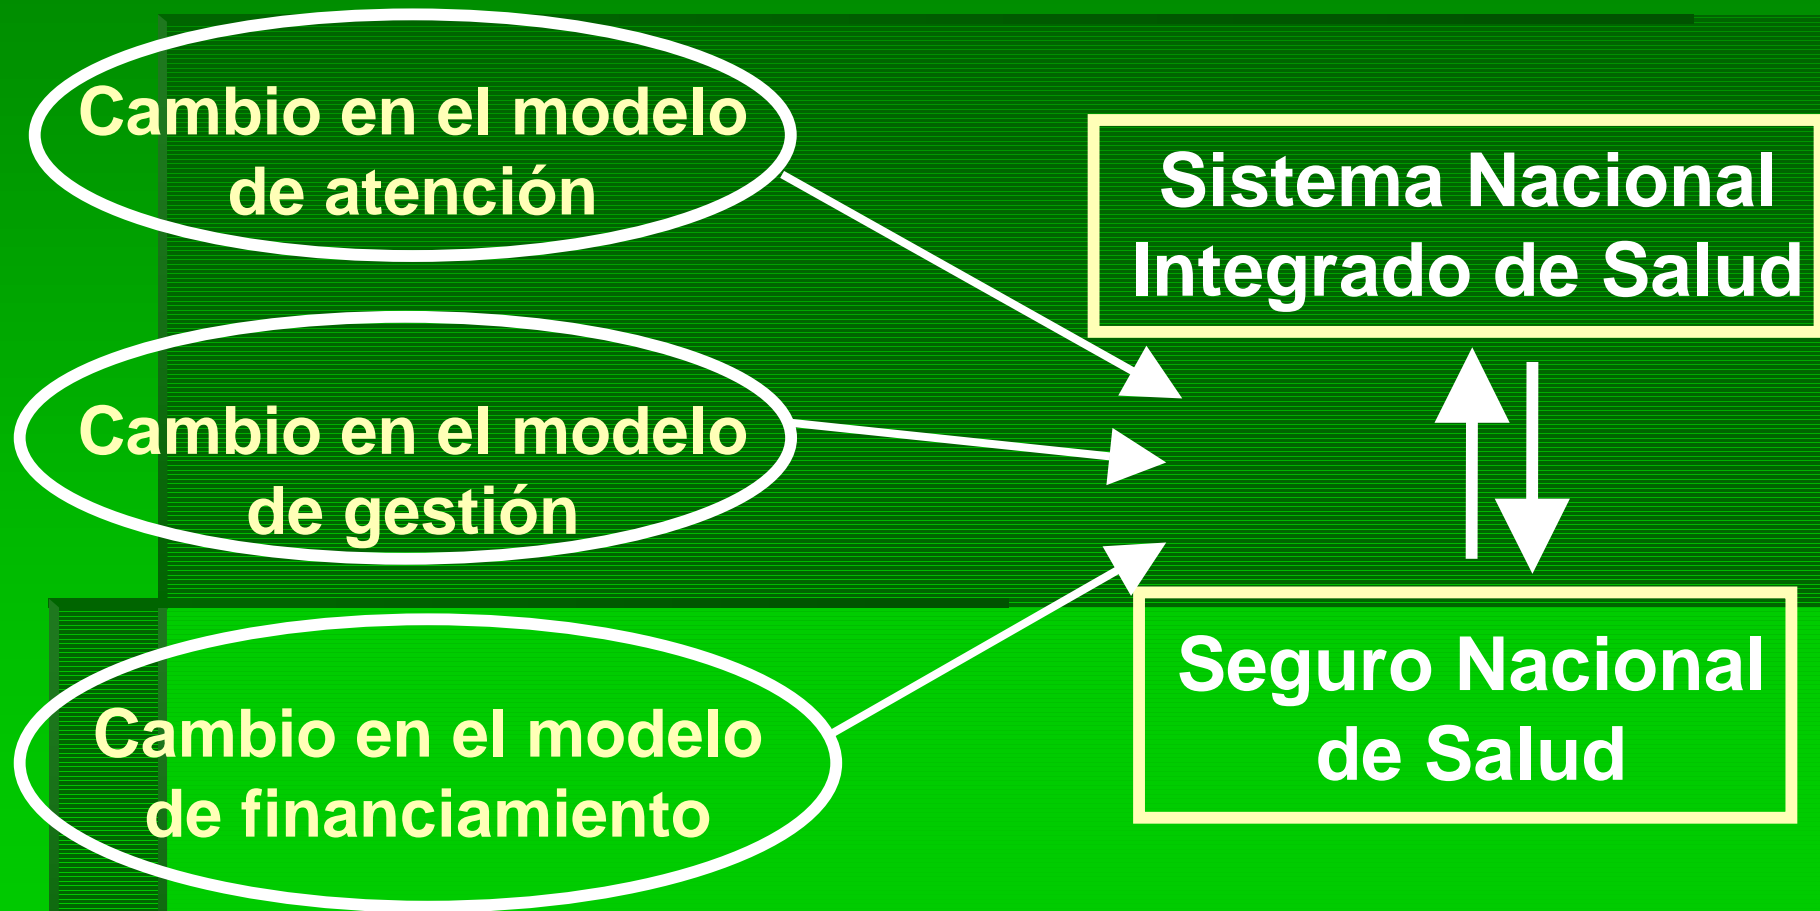 Cambio en el modelo
de atención
Cambio en el modelo
de gestión
Cambio en el modelo
de financiamiento
Sistema Nacional
Integrado de Salud
Seguro Nacional
de Salud